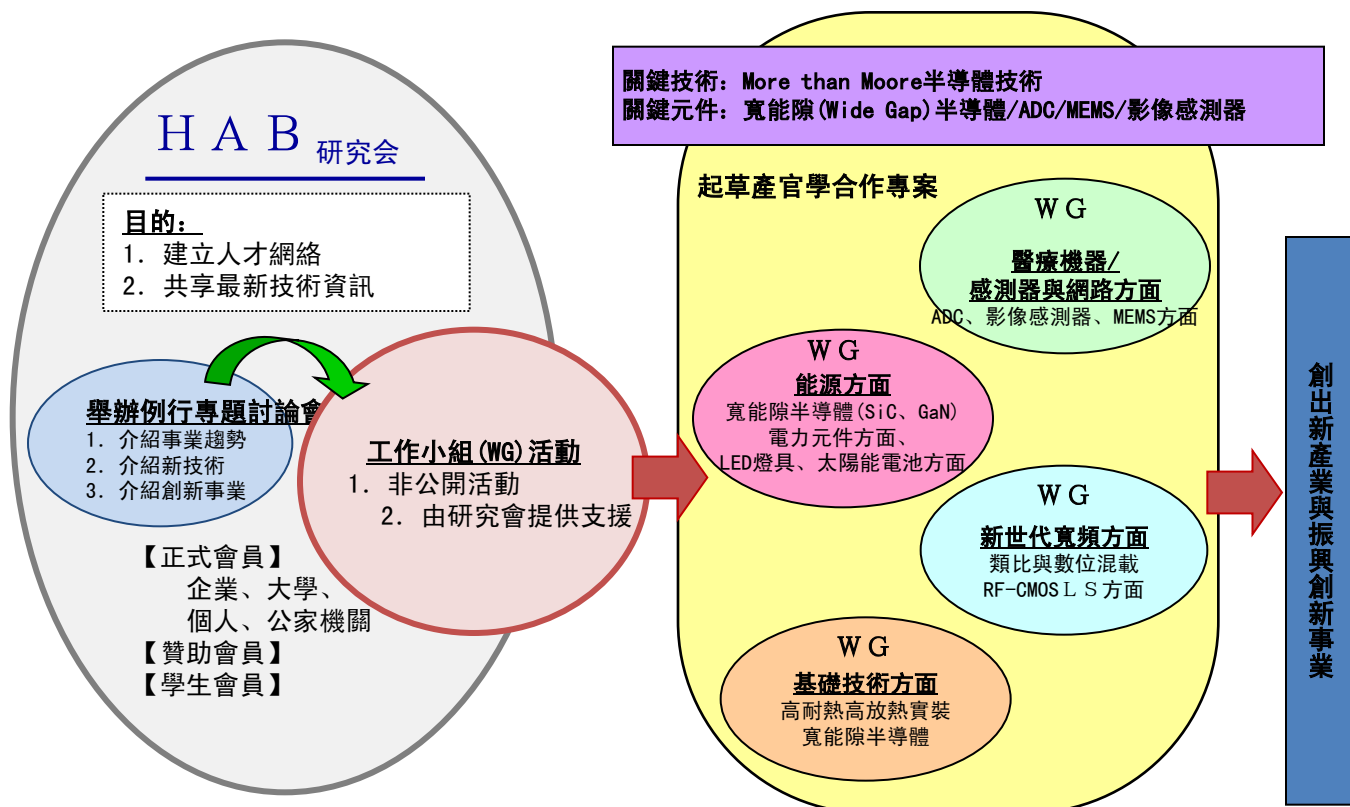 ＨＡＢ研究会
目的：
1. 建立人才網絡
2. 共享最新技術資訊
舉辦例行專題討論會
1. 介紹事業趨勢
2. 介紹新技術
3. 介紹創新事業
工作小組(WG)活動
1. 非公開活動
2. 由研究會提供支援
【正式會員】
企業、大學、
個人、公家機關
【贊助會員】
【學生會員】
關鍵技術：More than Moore半導體技術
關鍵元件：寬能隙(Wide Gap)半導體/ADC/MEMS/影像感測器
起草產官學合作專案
ＷＧ
醫療機器/
感測器與網路方面
ADC、影像感測器、MEMS方面
ＷＧ
能源方面
寬能隙半導體(SiC、GaN)
電力元件方面、
LED燈具、太陽能電池方面
ＷＧ
新世代寬頻方面
類比與數位混載
RF-CMOSＬＳ方面
ＷＧ
基礎技術方面
高耐熱高放熱實裝
寬能隙半導體
創出新產業與振興創新事業